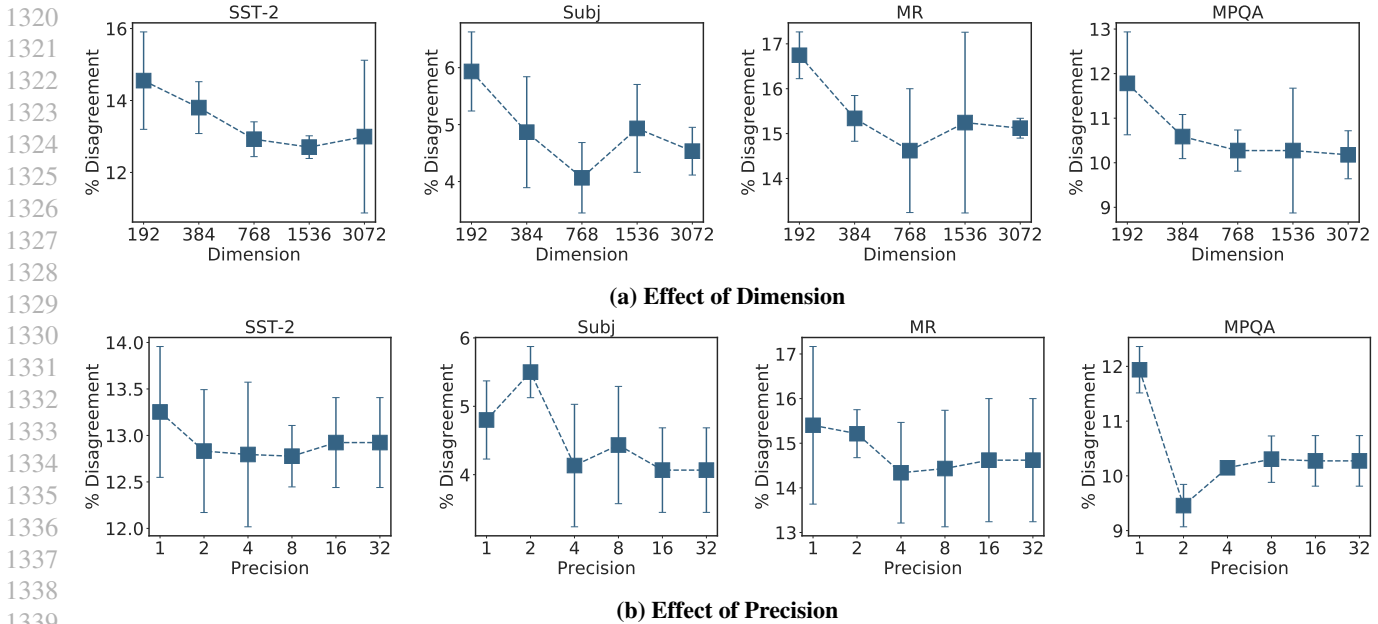 1320
1321
1322
1323
1324
1325
1326
1327
1328
1329
1330
1331
1332
1333
1334
1335
1336
1337
1338
1339
SST-2
% Disagreement
16
14
12
192 384 768 1536 3072
Dimension
Subj
% Disagreement
6
5
4
192 384 768 1536 3072
Dimension
MR
% Disagreement
17
16
15
14
192 384 768 1536 3072
Dimension
MPQA
% Disagreement
13
12
11
10
9
192 384 768 1536 3072
Dimension
(a) Effect of Dimension
SST-2
% Disagreement
14.0
13.5
13.0
12.5
12.0
1 2 4 8 16 32
Precision
Subj
% Disagreement
6
5
4
1 2 4 8 16 32
Precision
MR
% Disagreement
17
16
15
14
13
1 2 4 8 16 32
Precision
MPQA
% Disagreement
12
11
10
9
1 2 4 8 16 32
Precision
(b) Effect of Precision